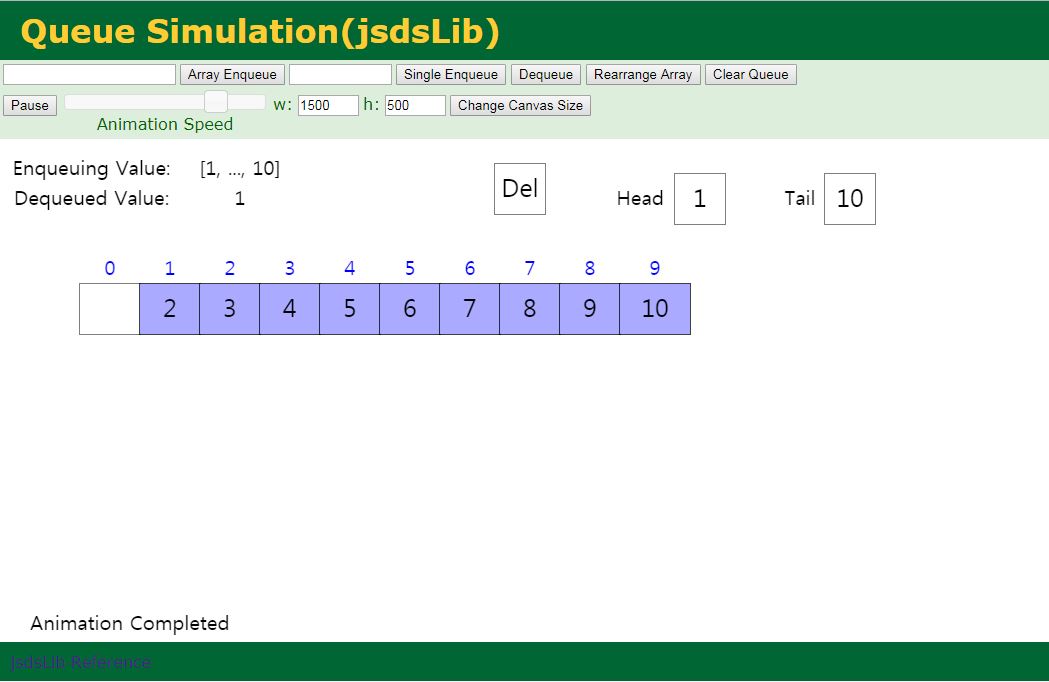 Queue Simulation(jsdsLib)
Array Enqueue Single Enqueue Dequeue Rearrange Array Clear Queue
Pause w: 1500 h: 500 Change Canvas Size
Animation Speed
Enqueuing Value: [1, ..., 10]
Dequeued Value: 1
Del
Head 1 Tail 10
0 1 2 3 4 5 6 7 8 9
2 3 4 5 6 7 8 9 10
Animation Completed
JsdsLib Reference